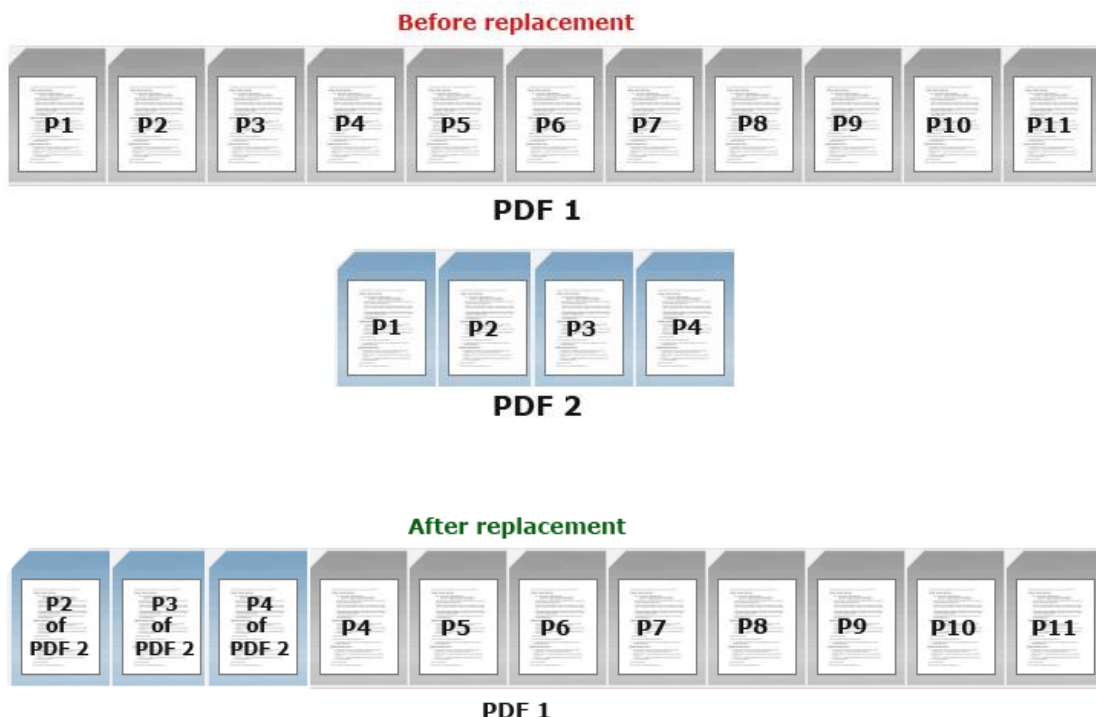 Before replacement
P1 P2 P3 P4 P5 P6 P7 P8 P9 P10 P11
PDF 1
P1 P2 P3 P4
PDF 2
After replacement
P2 of PDF 2 P3 of PDF 2 P4 of PDF 2 P4 P5 P6 P7 P8 P9 P10 P11
PDF 1